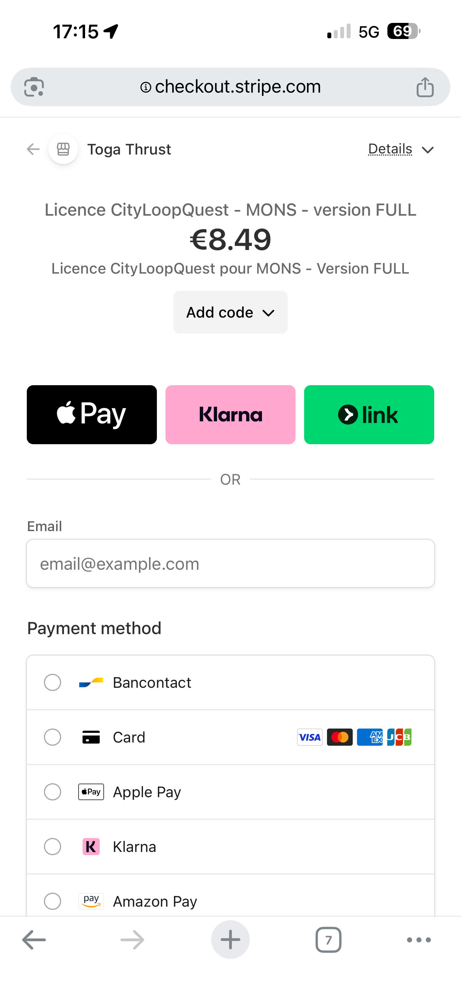 17:15 5G 69
checkout.stripe.com
Toga Thrust Details
Licence CityLoopQuest - MONS - version FULL
€8.49
Licence CityLoopQuest pour MONS - Version FULL
Add code
Pay Klarna link
OR
Email
email@example.com
Payment method
Bancontact
Card VISA AMEX JCB
Pay Apple Pay
K Klarna
pay Amazon Pay
7